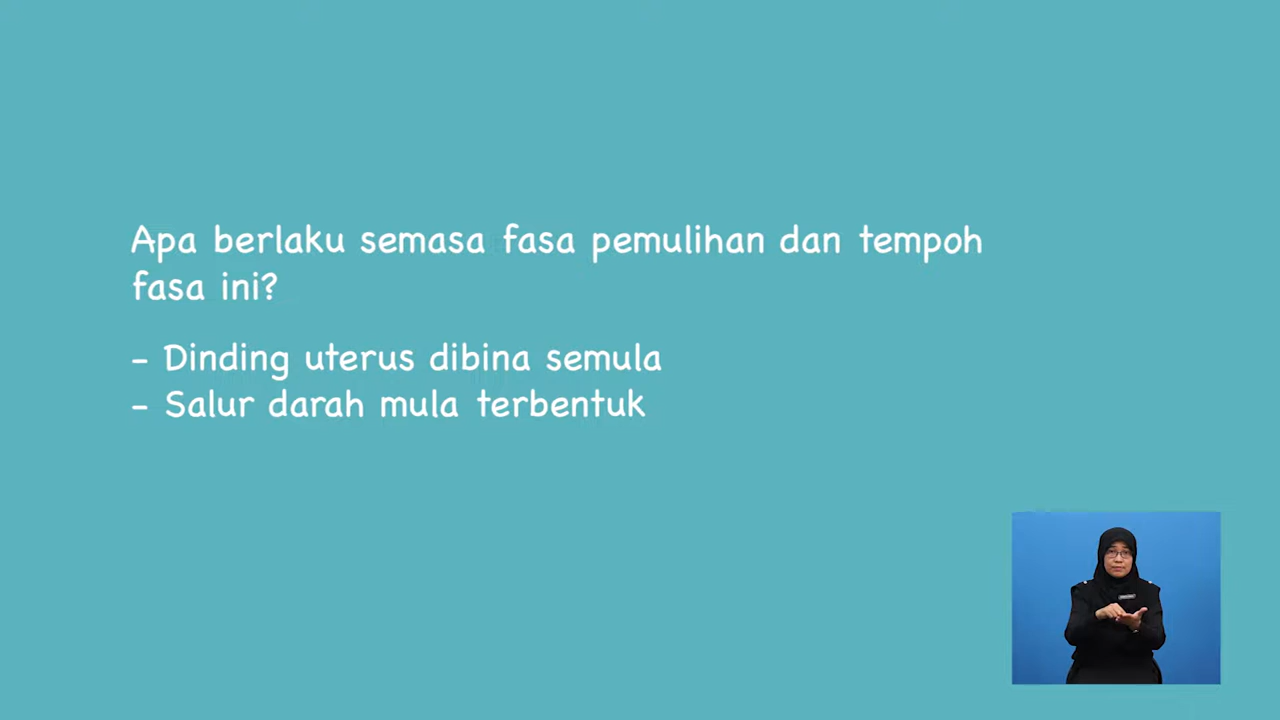 Apa berlaku semasa fasa pemulihan dan tempoh
fasa ini?
- Dinding uterus dibina semula
- Salur darah mula terbentuk